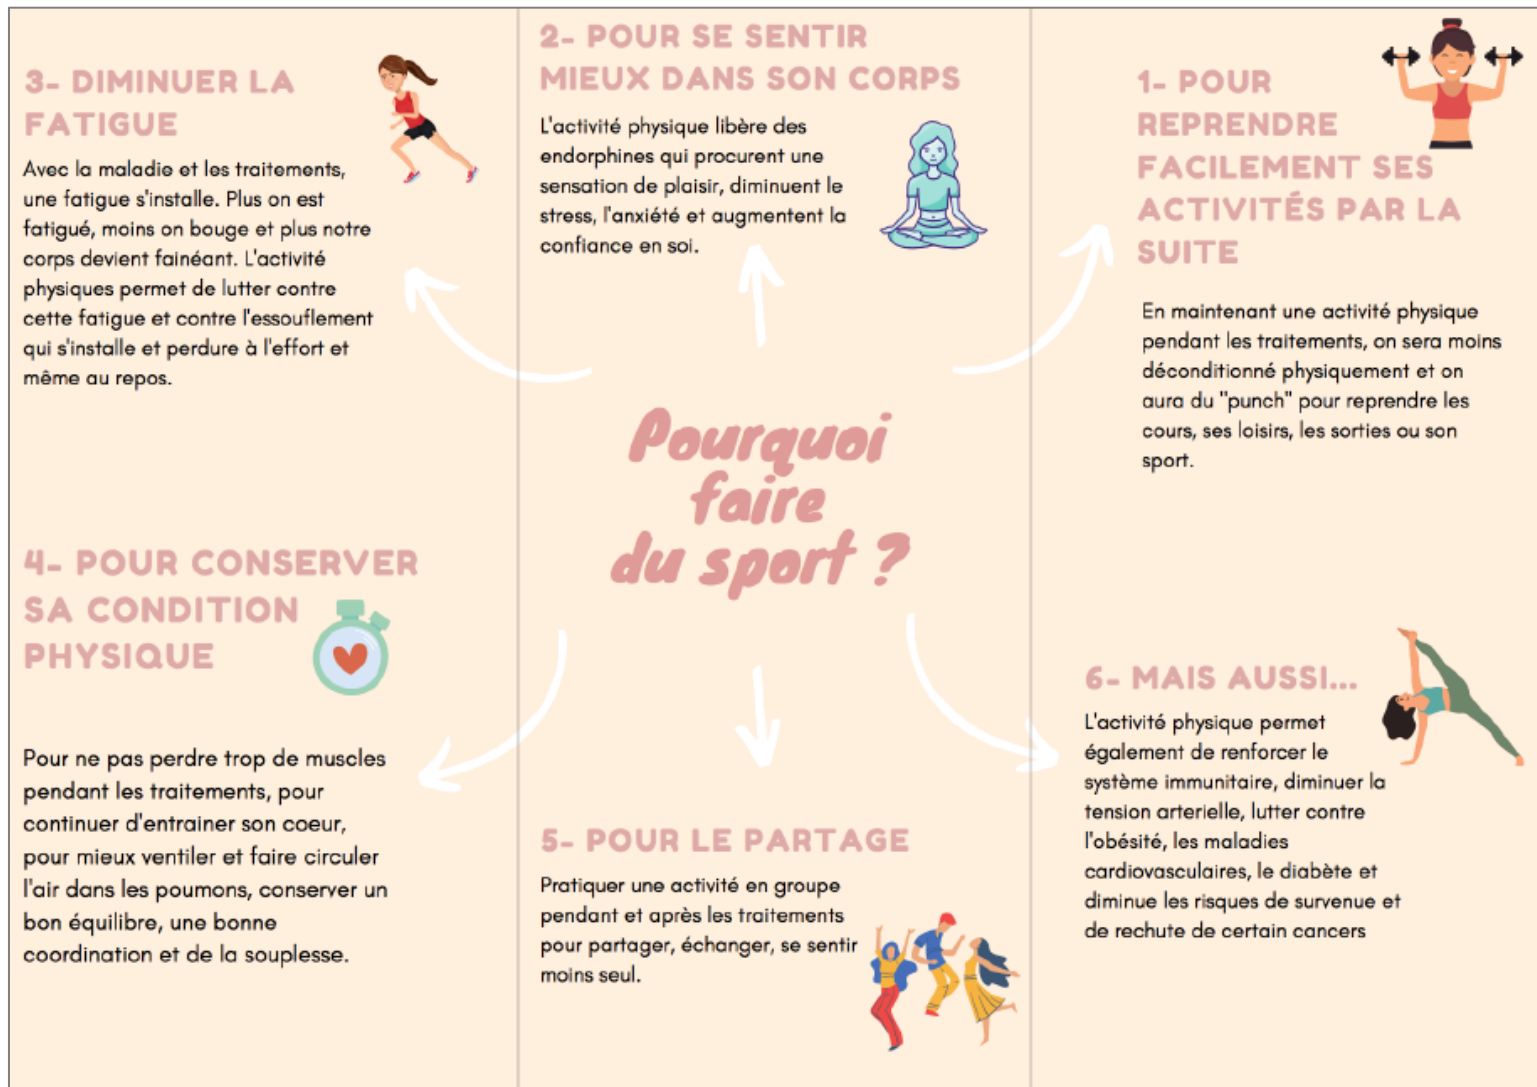 3- DIMINUER LA
FATIGUE
Avec la maladie et les traitements,
une fatigue s'installe. Plus on est
fatigué, moins on bouge et plus notre
corps devient fainéant. L'activité
physiques permet de lutter contre
cette fatigue et contre l'essouflement
qui s'installe et perdure à l'effort et
même au repos.
4- POUR CONSERVER
SA CONDITION
PHYSIQUE
Pour ne pas perdre trop de muscles
pendant les traitements, pour
continuer d'entrainer son coeur,
pour mieux ventiler et faire circuler
l'air dans les poumons, conserver un
bon équilibre, une bonne
coordination et de la souplesse.
2- POUR SE SENTIR
MIEUX DANS SON CORPS
L'activité physique libère des
endorphines qui procurent une
sensation de plaisir, diminuent le
stress, l'anxiété et augmentent la
confiance en soi.
Pourquoi
faire
du sport ?
5- POUR LE PARTAGE
Pratiquer une activité en groupe
pendant et après les traitements
pour partager, échanger, se sentir
moins seul.
1- POUR
REPRENDRE
FACILEMENT SES
ACTIVITÉS PAR LA
SUITE
En maintenant une activité physique
pendant les traitements, on sera moins
déconditionné physiquement et on
aura du "punch" pour reprendre les
cours, ses loisirs, les sorties ou son
sport.
6- MAIS AUSSI...
L'activité physique permet
également de renforcer le
système immunitaire, diminuer la
tension arterielle, lutter contre
l'obésité, les maladies
cardiovasculaires, le diabète et
diminue les risques de survenue et
de rechute de certain cancers